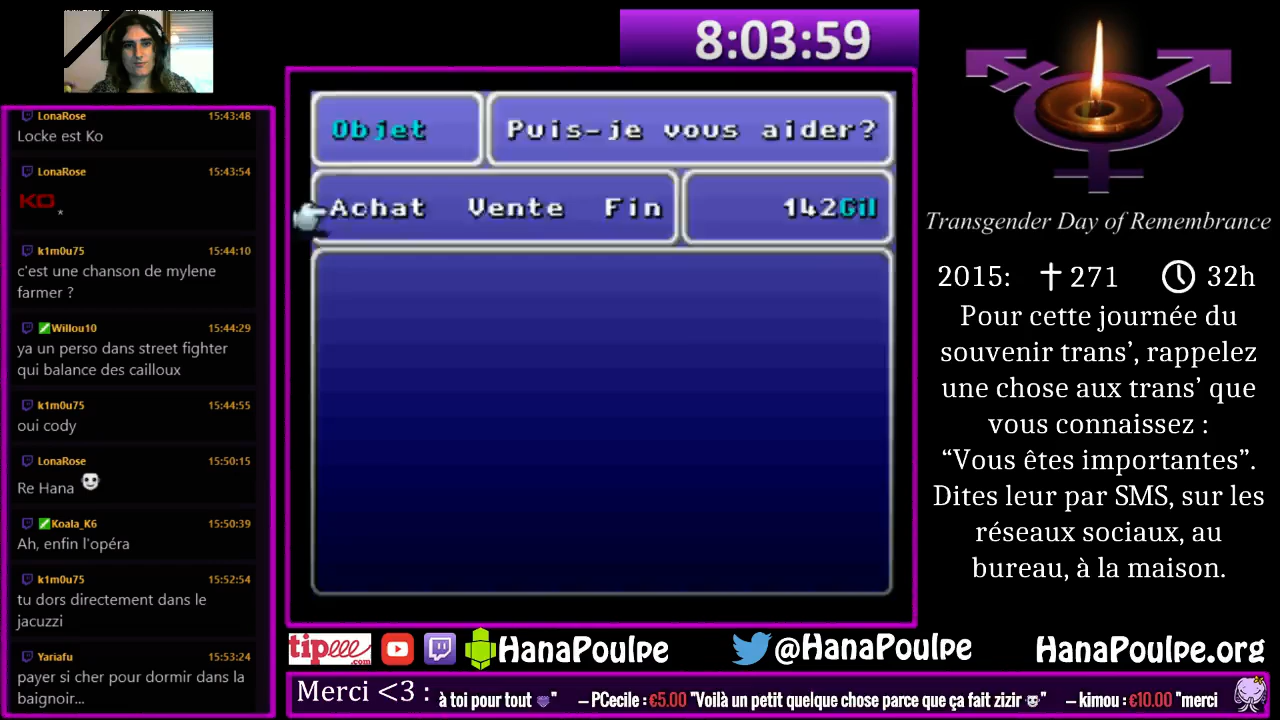 8:03:59
LonaRose 15:43:48
Locke est Ko
LonaRose 15:43:54
KO
*
k1m0u75 15:44:10
c'est une chanson de mylene
farmer ?
Willou10 15:44:29
ya un perso dans street fighter
qui balance des cailloux
k1m0u75 15:44:55
oui cody
LonaRose 15:50:15
Re Hana
Koala_K6 15:50:39
Ah, enfin l'opéra
k1m0u75 15:52:54
tu dors directement dans le
jacuzzi
Yariafu 15:53:24
payer si cher pour dormir dans la
baignoir...
Objet Puis-je vous aider?
Achat Vente Fin 142Gil
Transgender Day of Remembrance
2015: 271 32h
Pour cette journée du
souvenir trans’, rappelez
une chose aux trans’ que
vous connaissez :
“Vous êtes importantes”.
Dites leur par SMS, sur les
réseaux sociaux, au
bureau, à la maison.
tipeee.com HanaPoulpe @HanaPoulpe HanaPoulpe.org
Merci <3 : à toi pour tout " – PCecile : €5.00 "Voilà un petit quelque chose parce que ça fait zizir " – kimou : €10.00 "merci